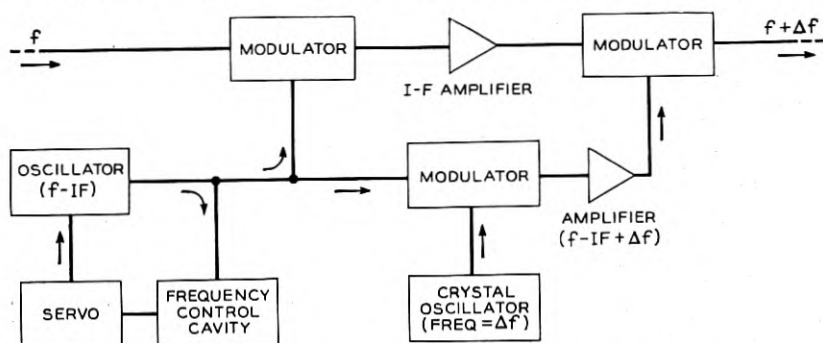 f
MODULATOR
I-F AMPLIFIER
MODULATOR
f+Δf
OSCILLATOR
(f-IF)
MODULATOR
AMPLIFIER
(f-IF+Δf)
SERVO
FREQUENCY
CONTROL
CAVITY
CRYSTAL
OSCILLATOR
(FREQ=Δf)